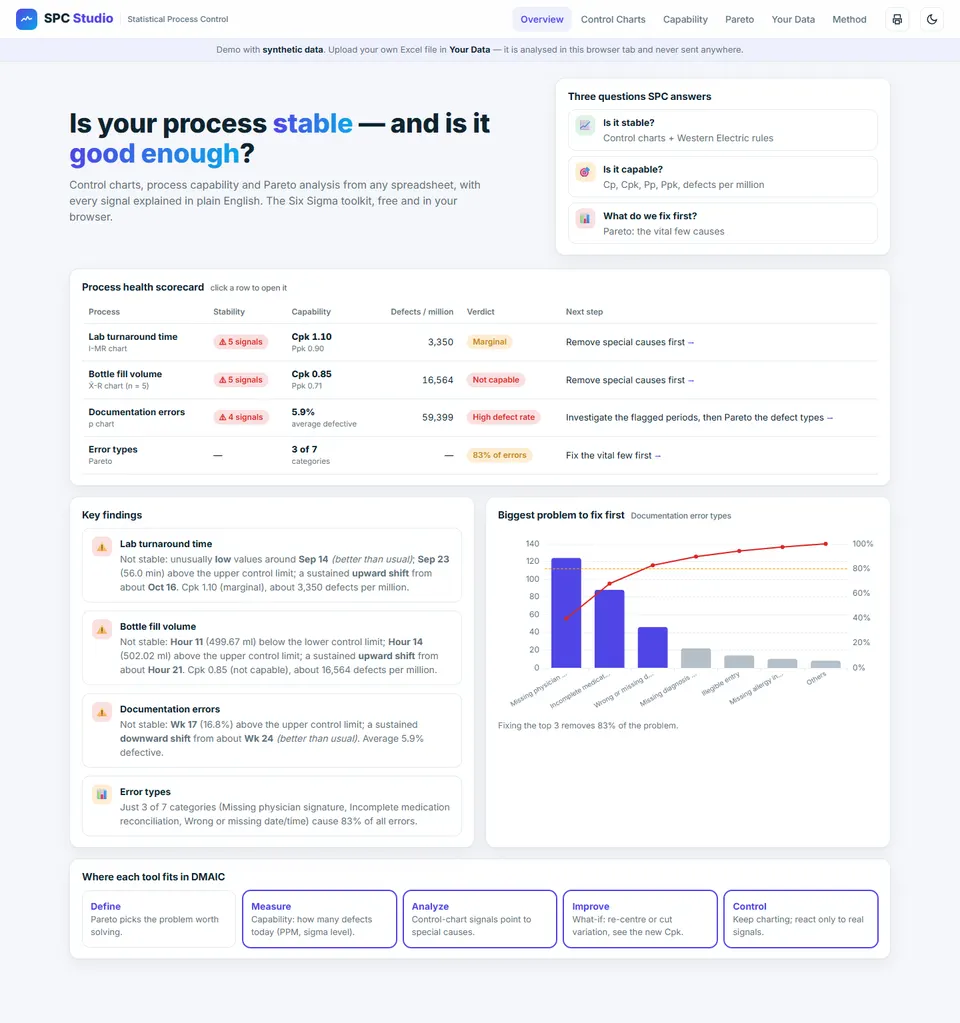 SPC Studio
Statistical Process Control
Overview
Control Charts
Capability
Pareto
Your Data
Method
Demo with synthetic data. Upload your own Excel file in Your Data — it is analysed in this browser tab and never sent anywhere.
Is your process stable — and is it
good enough?
Control charts, process capability and Pareto analysis from any spreadsheet, with
every signal explained in plain English. The Six Sigma toolkit, free and in your
browser.
Three questions SPC answers
Is it stable?
Control charts + Western Electric rules
Is it capable?
Cp, Cpk, Pp, Ppk, defects per million
What do we fix first?
Pareto: the vital few causes
Process health scorecard click a row to open it
Process Stability Capability Defects / million Verdict Next step
Lab turnaround time ⚠ 5 signals Cpk 1.10 3,350 Marginal Remove special causes first →
I-MR chart Ppk 0.90
Bottle fill volume ⚠ 5 signals Cpk 0.85 16,564 Not capable Remove special causes first →
X̄-R chart (n = 5) Ppk 0.71
Documentation errors ⚠ 4 signals 5.9% 59,399 High defect rate Investigate the flagged periods, then Pareto the defect types →
p chart average defective
Error types — 3 of 7 — 83% of errors Fix the vital few first →
Pareto categories
Key findings
Lab turnaround time
Not stable: unusually low values around Sep 14 (better than usual); Sep 23
(56.0 min) above the upper control limit; a sustained upward shift from
about Oct 16. Cpk 1.10 (marginal), about 3,350 defects per million.
Bottle fill volume
Not stable: Hour 11 (499.67 ml) below the lower control limit; Hour 14
(502.02 ml) above the upper control limit; a sustained upward shift from
about Hour 21. Cpk 0.85 (not capable), about 16,564 defects per million.
Documentation errors
Not stable: Wk 17 (16.8%) above the upper control limit; a sustained
downward shift from about Wk 24 (better than usual). Average 5.9%
defective.
Error types
Just 3 of 7 categories (Missing physician signature, Incomplete medication
reconciliation, Wrong or missing date/time) cause 83% of all errors.
Biggest problem to fix first Documentation error types
140
120
100
80
60
40
20
0
100%
80%
60%
40%
20%
0%
Missing physician ...
Incomplete medicat...
Wrong or missing d...
Missing diagnosis ...
Illegible entry
Missing allergy in...
Others
Fixing the top 3 removes 83% of the problem.
Where each tool fits in DMAIC
Define
Pareto picks the problem worth
solving.
Measure
Capability: how many defects
today (PPM, sigma level).
Analyze
Control-chart signals point to
special causes.
Improve
What-if: re-centre or cut
variation, see the new Cpk.
Control
Keep charting; react only to real
signals.